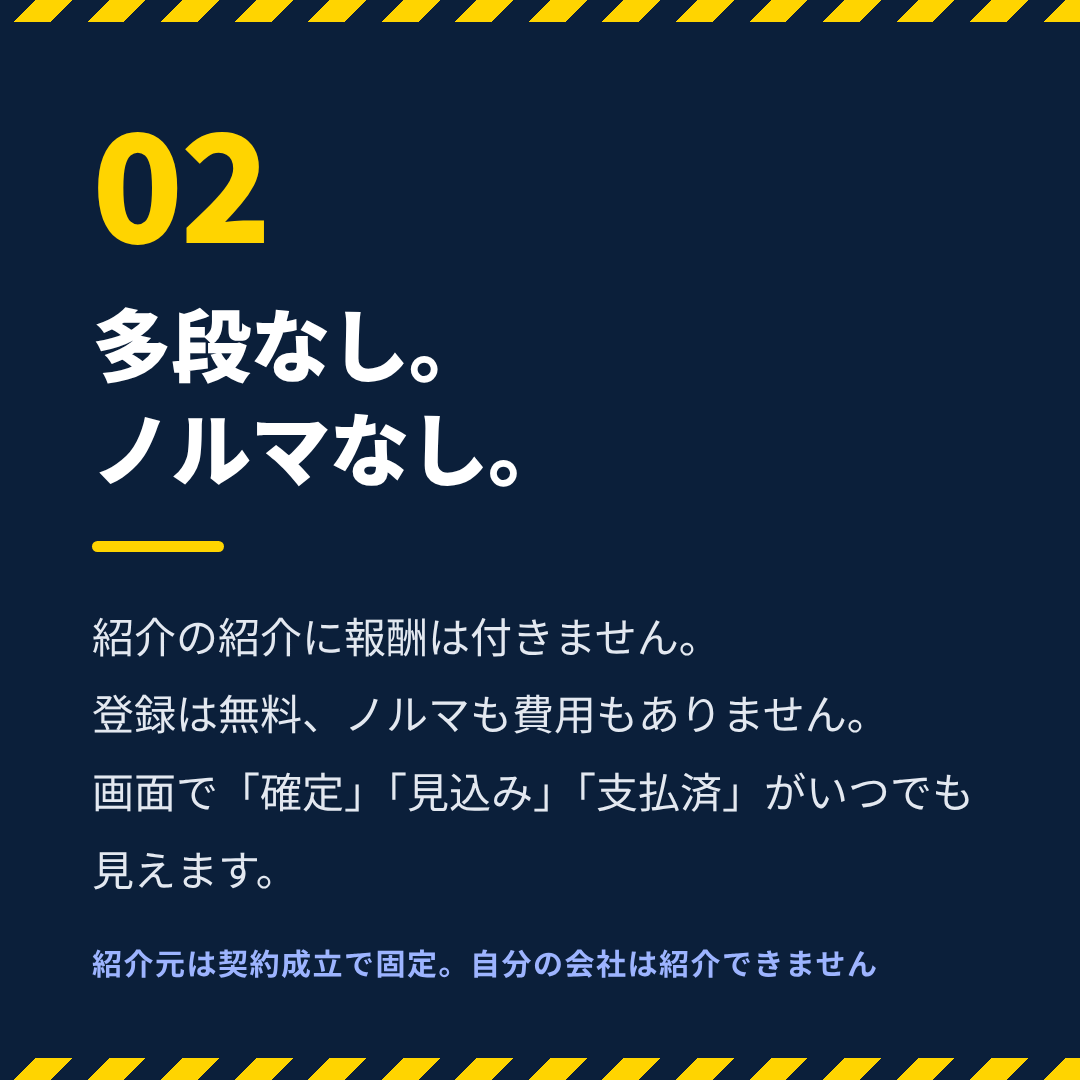 02
多段なし。
ノルマなし。
紹介の紹介に報酬は付きません。
登録は無料、ノルマも費用もありません。
画面で「確定」「見込み」「支払済」がいつでも
見えます。
紹介元は契約成立で固定。自分の会社は紹介できません